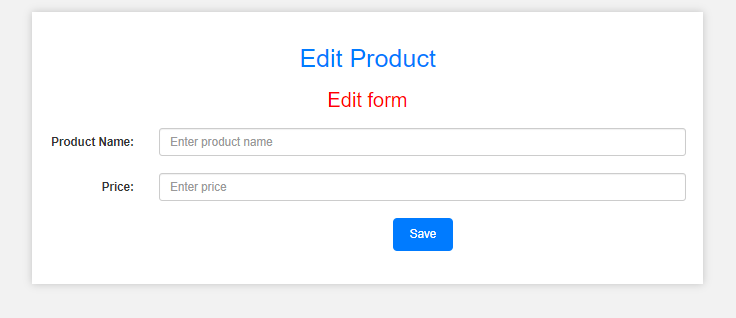 Edit Product
Edit form
Product Name: Enter product name
Price: Enter price
Save